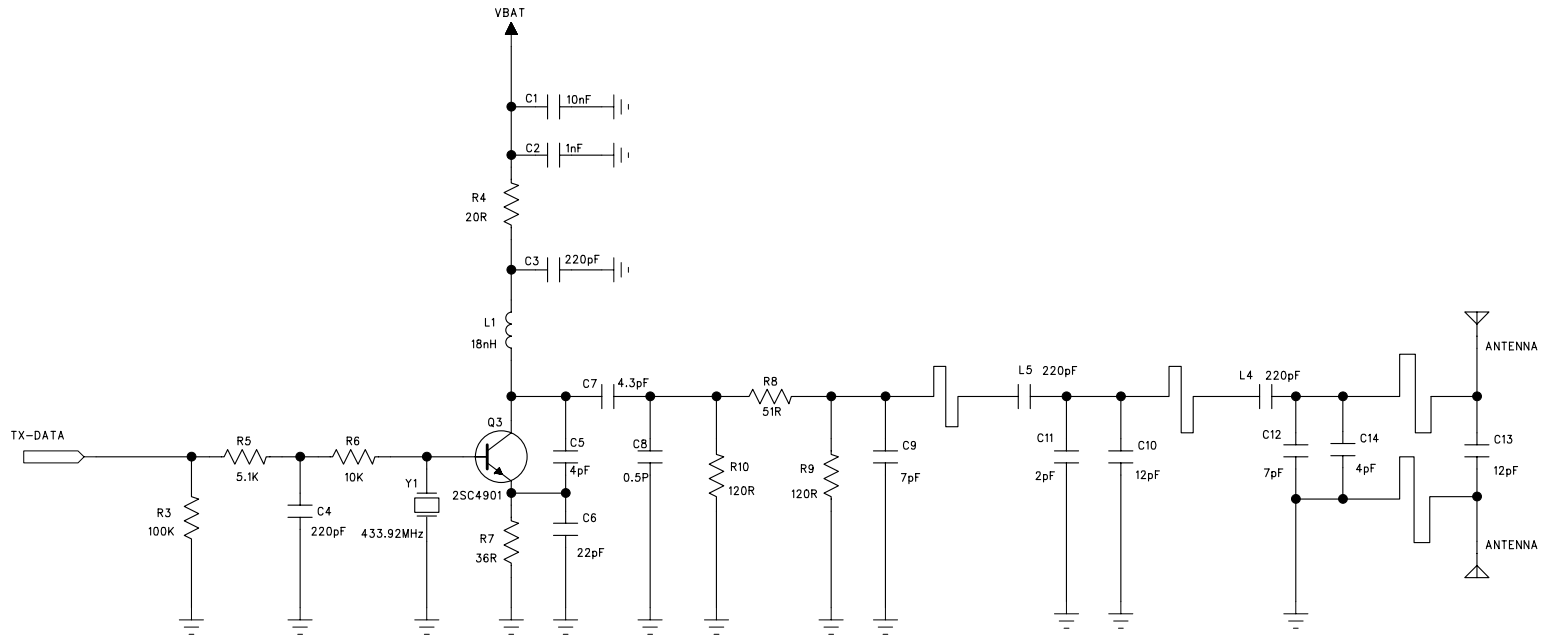 VBAT
C1 10nF
C2 1nF
R4
20R
C3 220pF
L1
18nH
C7 4.3pF
R8
51R
L5 220pF
L4 220pF
ANTENNA
TX-DATA
R5
5.1K
R6
10K
Q3
2SC4901
Y1
433.92MHz
R3
100K
C4
220pF
C5
4pF
C6
22pF
R7
36R
C8
0.5P
R10
120R
R9
120R
C9
7pF
C11
2pF
C10
12pF
C12
7pF
C14
4pF
C13
12pF
ANTENNA